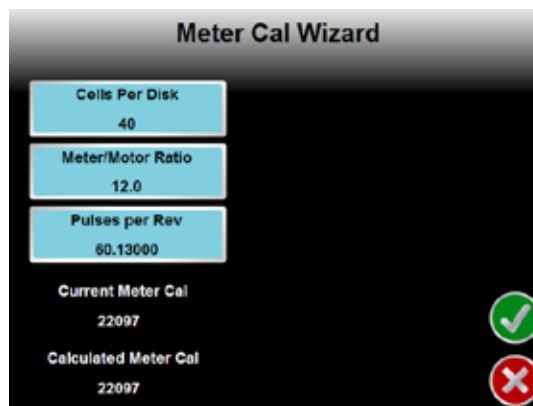 Meter Cal Wizard
Cells Per Disk
40
Meter/Motor Ratio
12.0
Pulses per Rev
60.13000
Current Meter Cal
22097
Calculated Meter Cal
22097